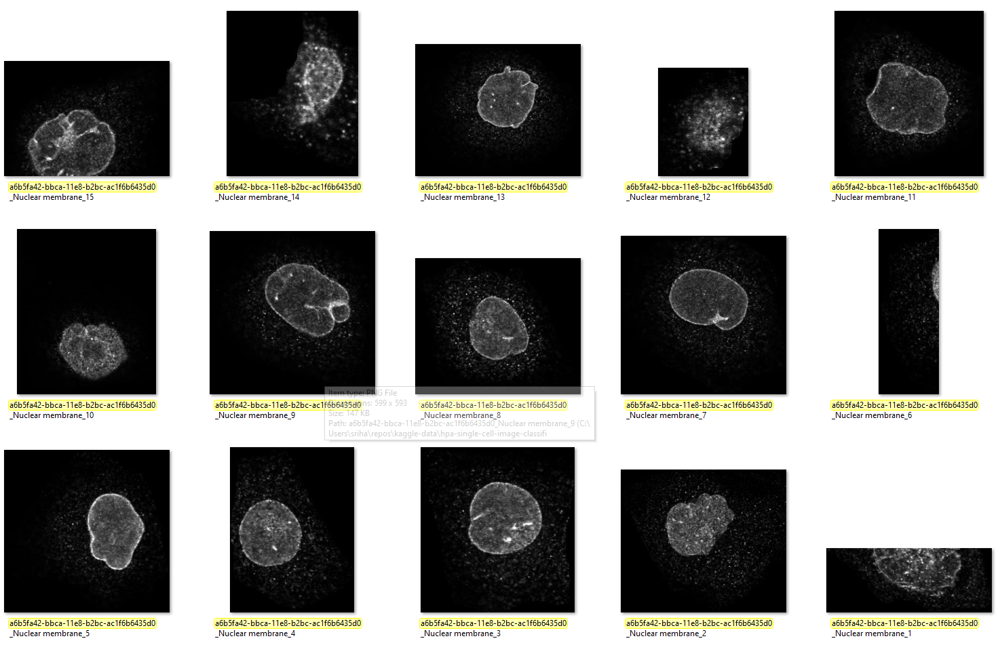 a6b5fa42-bbca-11e8-b2bc-ac1f6b6435d0
_Nuclear membrane_15
a6b5fa42-bbca-11e8-b2bc-ac1f6b6435d0
_Nuclear membrane_14
a6b5fa42-bbca-11e8-b2bc-ac1f6b6435d0
_Nuclear membrane_13
a6b5fa42-bbca-11e8-b2bc-ac1f6b6435d0
_Nuclear membrane_12
a6b5fa42-bbca-11e8-b2bc-ac1f6b6435d0
_Nuclear membrane_11
a6b5fa42-bbca-11e8-b2bc-ac1f6b6435d0
_Nuclear membrane_10
a6b5fa42-bbca-11e8-b2bc-ac1f6b6435d0
_Nuclear membrane_9
a6b5fa42-bbca-11e8-b2bc-ac1f6b6435d0
_Nuclear membrane_8
a6b5fa42-bbca-11e8-b2bc-ac1f6b6435d0
_Nuclear membrane_7
a6b5fa42-bbca-11e8-b2bc-ac1f6b6435d0
_Nuclear membrane_6
Item type: PNG File
599 x 593
Size: 147 KB
Path: a6b5fa42-bbca-11e8-b2bc-ac1f6b6435d0_Nuclear membrane_9 (C:\
Users\sriha\repos\kaggle-data\hpa-single-cell-image-classifi
a6b5fa42-bbca-11e8-b2bc-ac1f6b6435d0
_Nuclear membrane_5
a6b5fa42-bbca-11e8-b2bc-ac1f6b6435d0
_Nuclear membrane_4
a6b5fa42-bbca-11e8-b2bc-ac1f6b6435d0
_Nuclear membrane_3
a6b5fa42-bbca-11e8-b2bc-ac1f6b6435d0
_Nuclear membrane_2
a6b5fa42-bbca-11e8-b2bc-ac1f6b6435d0
_Nuclear membrane_1